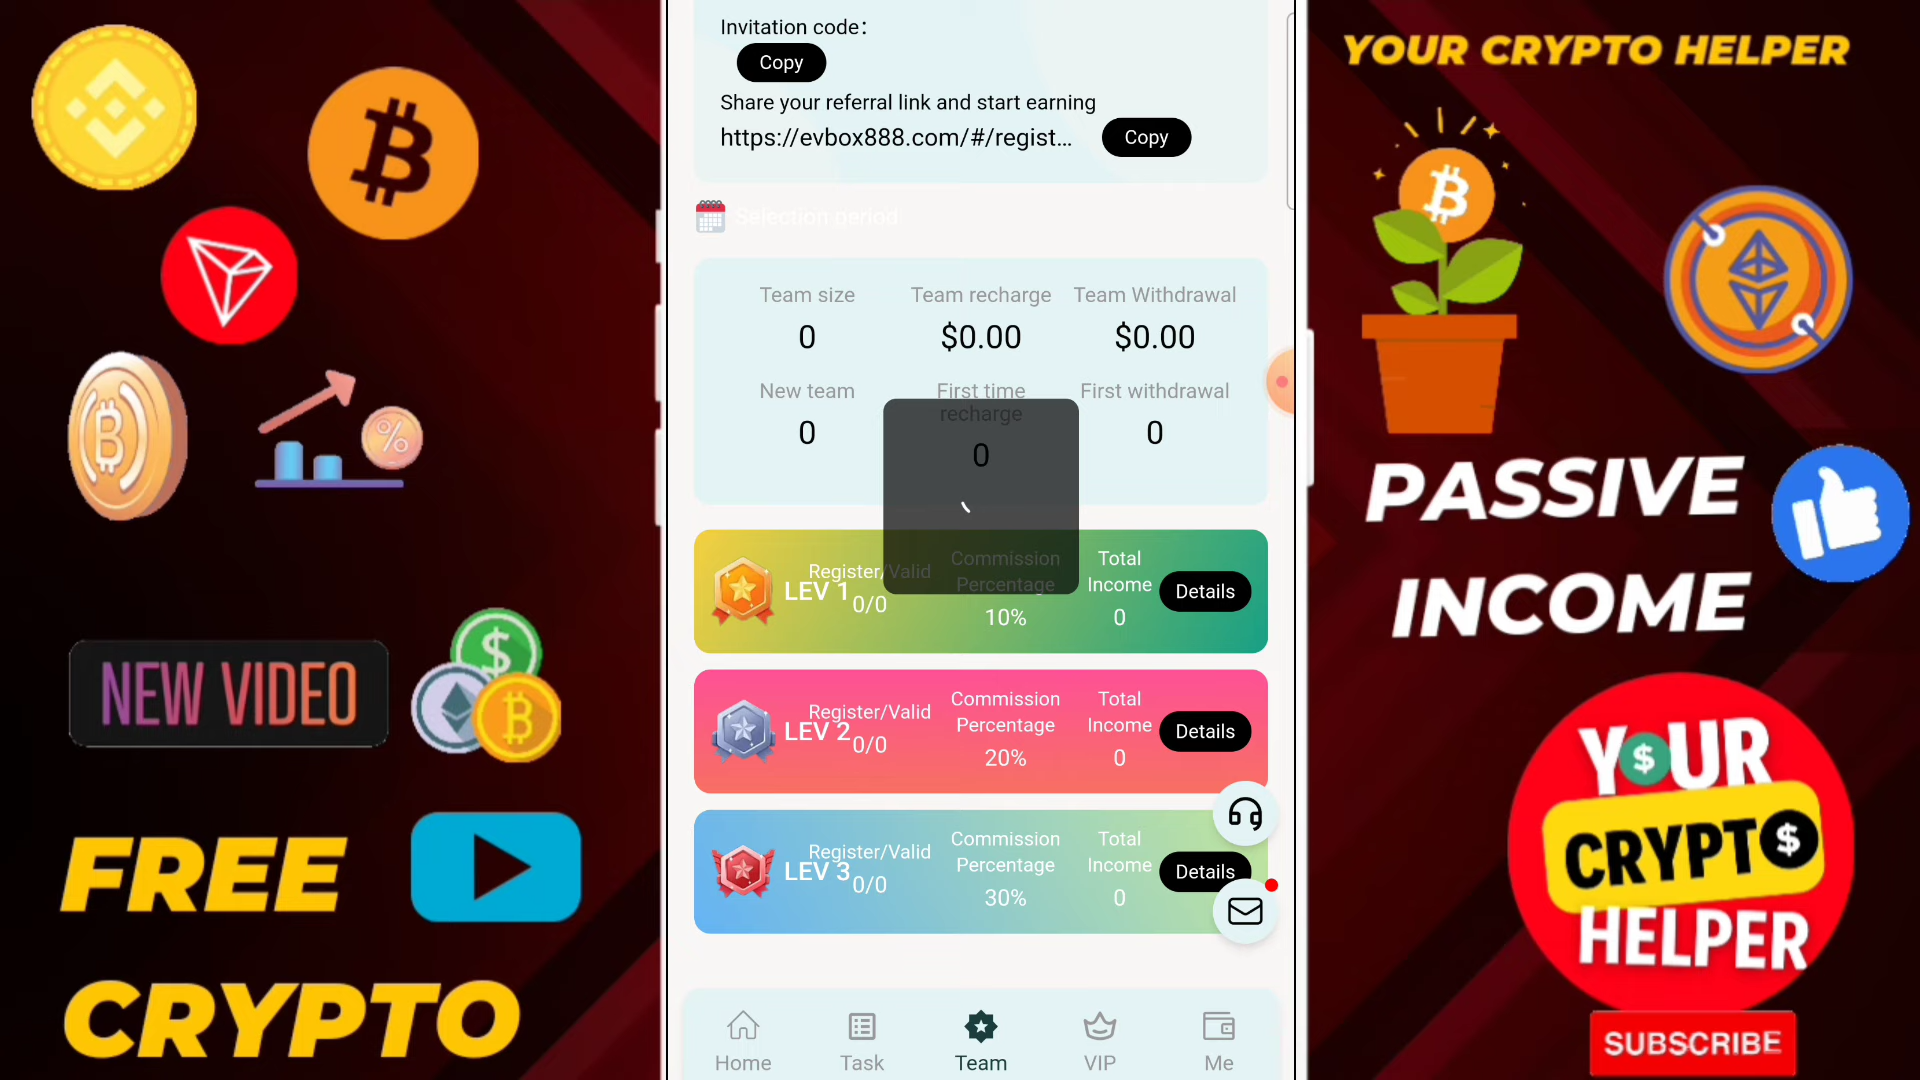 YOUR CRYPTO HELPER
Invitation code:
Copy
Share your referral link and start earning
https://evbox888.com/#/regist...
Copy
Selection period
Team size
Team recharge
Team Withdrawal
0
$0.00
$0.00
New team
First time
recharge
First withdrawal
0
0
0
LEV 1
Register/Valid
0/0
Commission
Percentage
10%
Total
Income
0
Details
LEV 2
Register/Valid
0/0
Commission
Percentage
20%
Total
Income
0
Details
LEV 3
Register/Valid
0/0
Commission
Percentage
30%
Total
Income
0
Details
Home
Task
Team
VIP
Me
NEW VIDEO
FREE
CRYPTO
PASSIVE
INCOME
YOUR
CRYPTO
HELPER
SUBSCRIBE